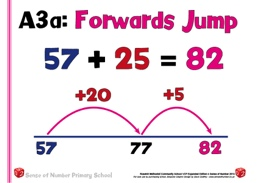 A3a: Forwards Jump
57 + 25 = 82
+20 +5
57 77 82
Sense of Number Primary School